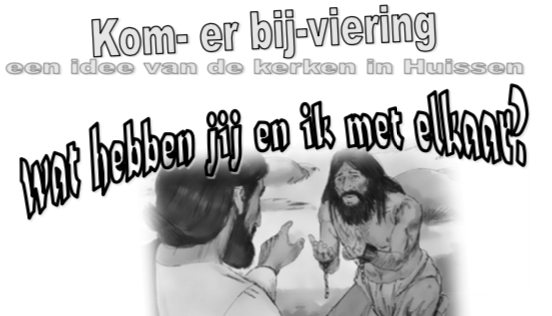 Kom- er bij-viering
een idee van de kerken in Huissen
Wat hebben jij en ik met elkaar?